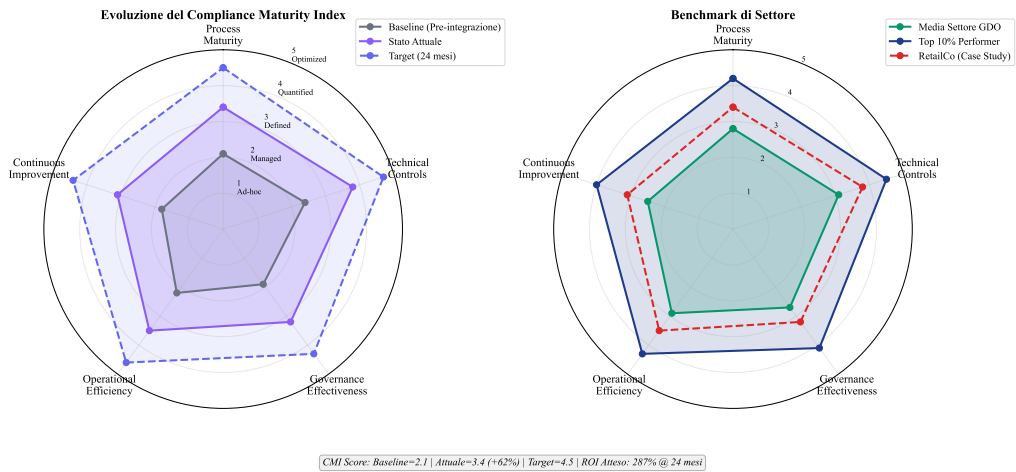 Evoluzione del Compliance Maturity Index
Baseline (Pre-integrazione)
Stato Attuale
Target (24 mesi)
Process
Maturity
5
Optimized
4
Quantified
3
Defined
2
Managed
1
Ad-hoc
Technical
Controls
Continuous
Improvement
Operational
Efficiency
Governance
Effectiveness
Benchmark di Settore
Media Settore GDO
Top 10% Performer
RetailCo (Case Study)
Process
Maturity
5
4
3
2
1
Technical
Controls
Continuous
Improvement
Operational
Efficiency
Governance
Effectiveness
CMI Score: Baseline=2.1 | Attuale=3.4 (+62%) | Target=4.5 | ROI Atteso: 287% @ 24 mesi